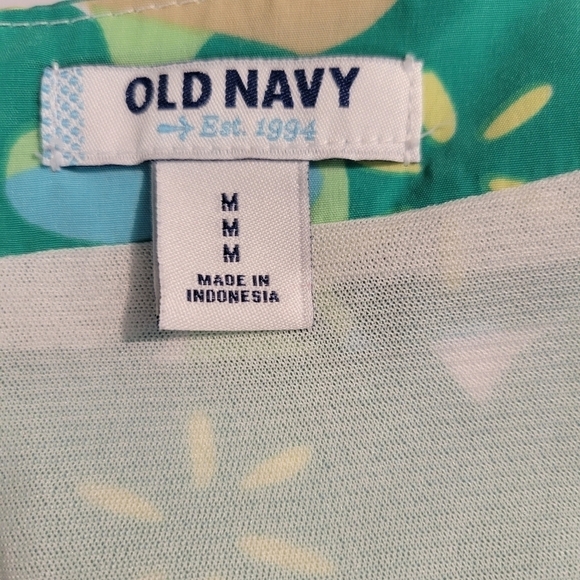 OLD NAVY
Est. 1994
M
M
M
MADE IN
INDONESIA